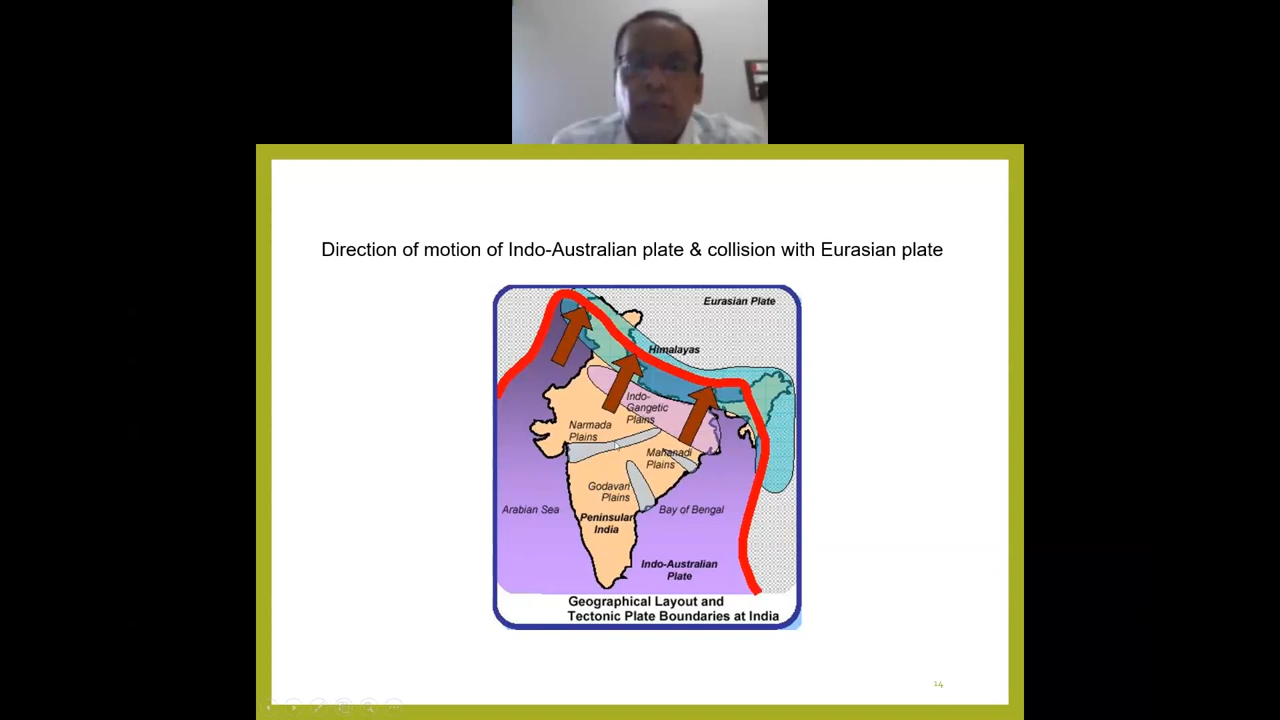 Direction of motion of Indo-Australian plate & collision with Eurasian plate
Eurasian Plate
Himalayas
Indo-
Gangetic
Plains
Narmada
Plains
Mahanadi
Plains
Godavari
Plains
Arabian Sea
Bay of Bengal
Peninsular
India
Indo-Australian
Plate
Geographical Layout and
Tectonic Plate Boundaries at India
14